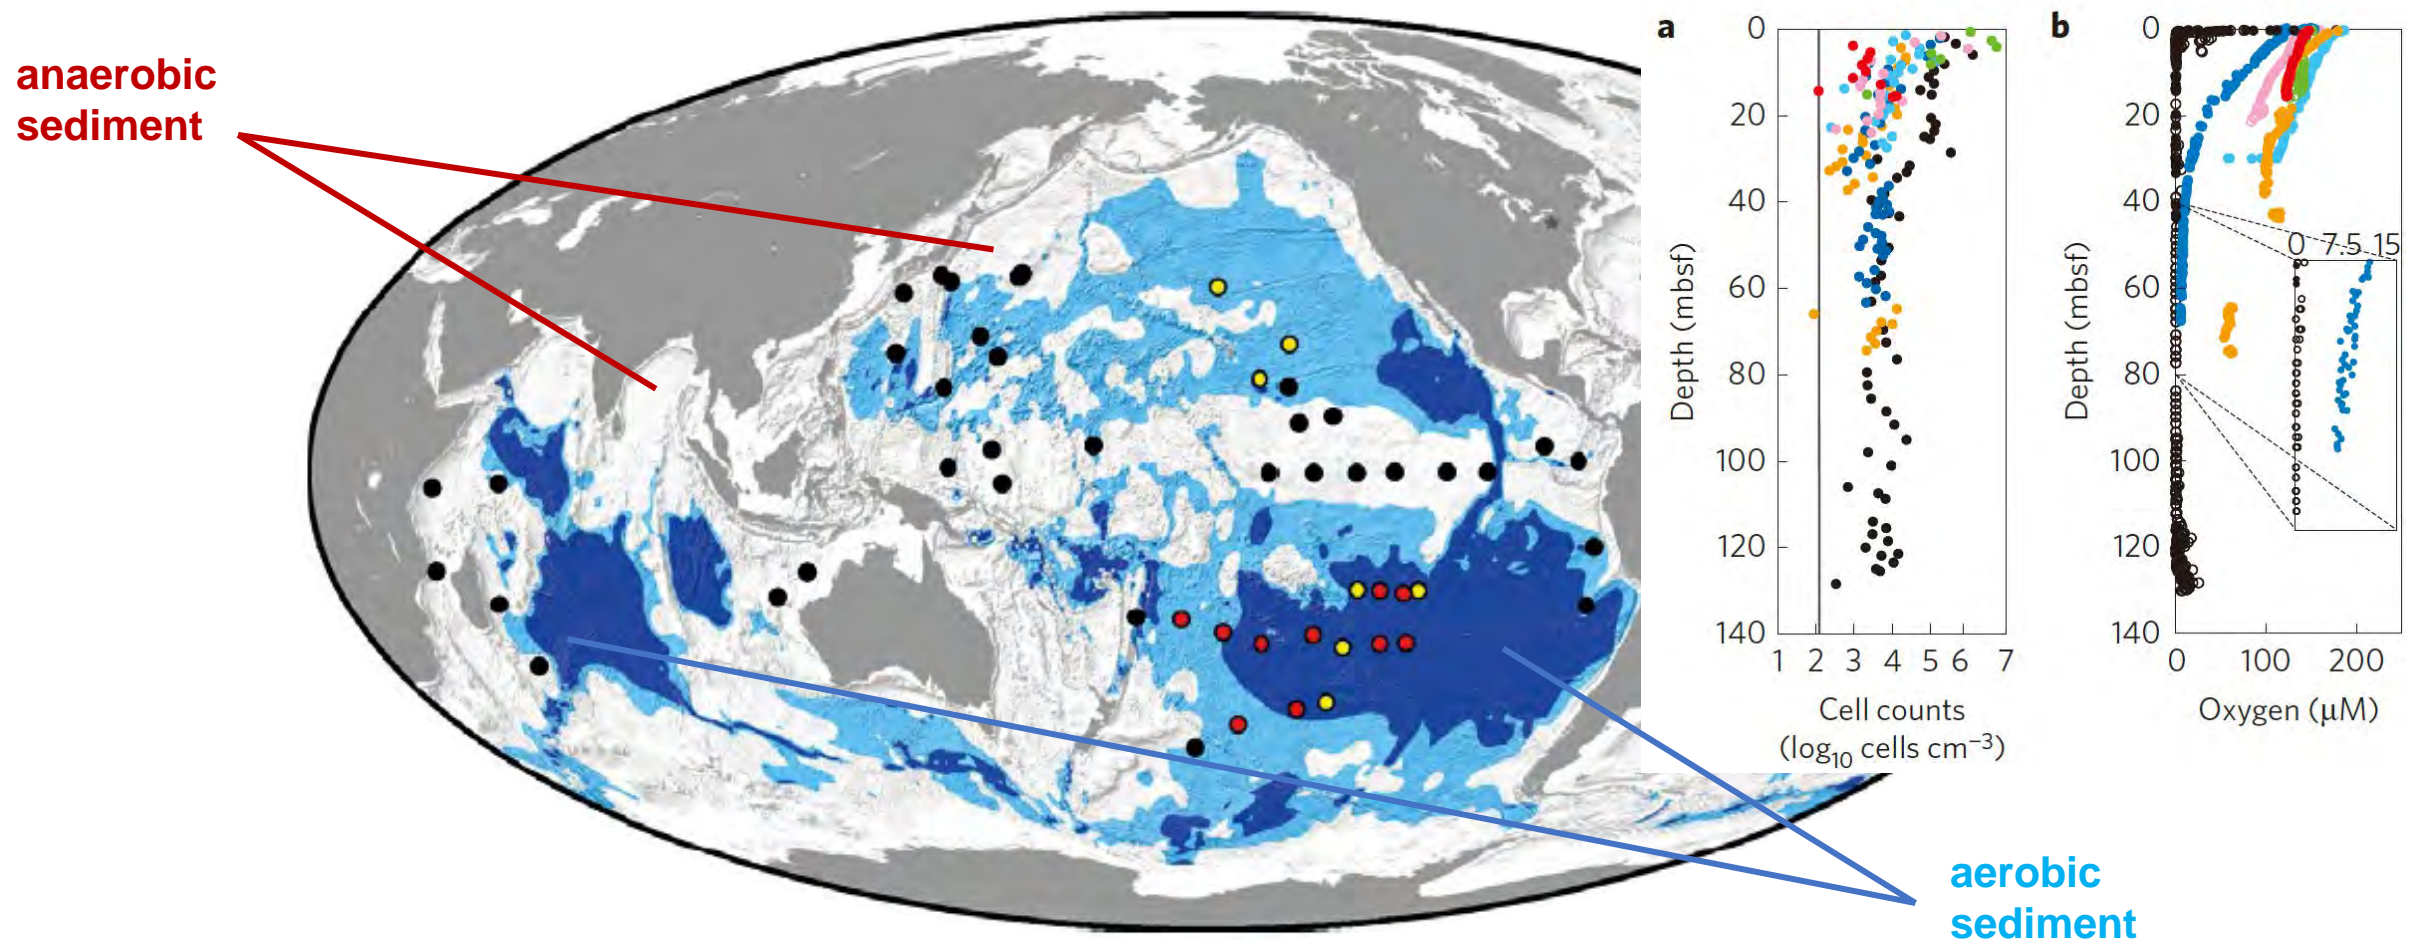 anaerobic
sediment
a
0
20
40
60
80
100
120
140
Depth (mbsf)
1 2 3 4 5 6 7
Cell counts
(log10 cells cm−3)
b
0
20
40
60
80
100
120
140
Depth (mbsf)
0 7.5 15
0 100 200
Oxygen (µM)
aerobic
sediment